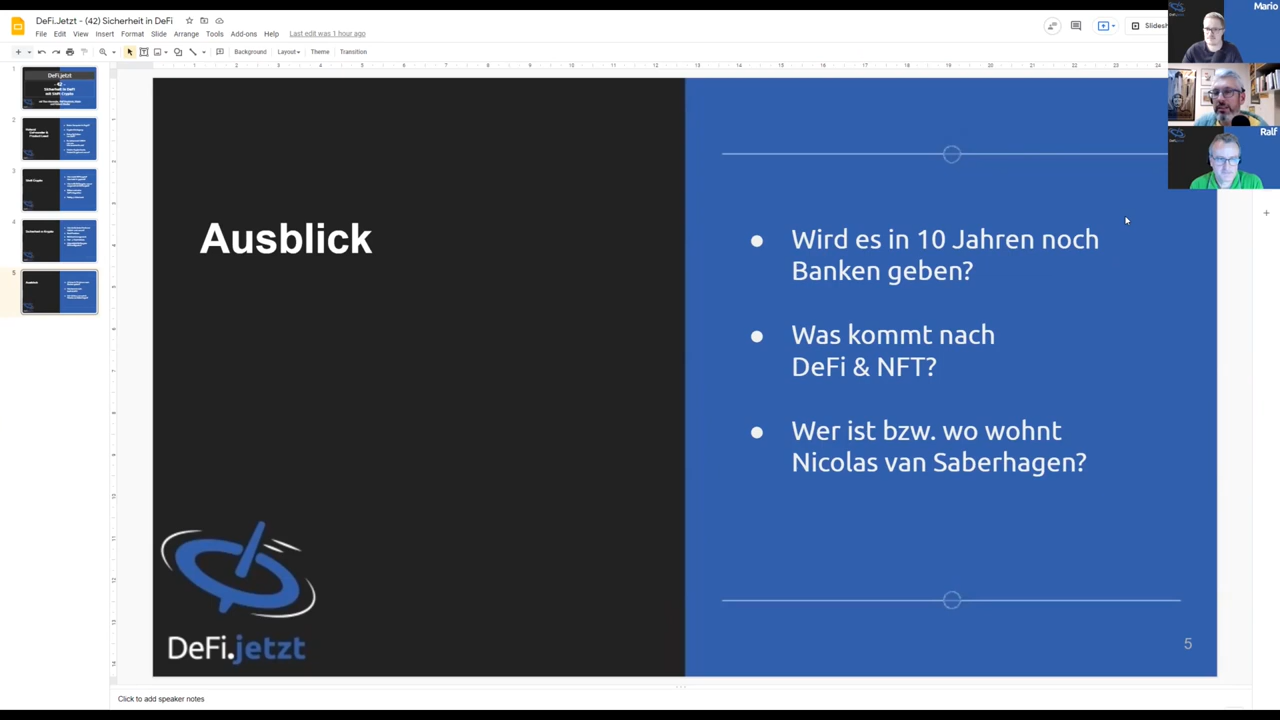 DeFi.Jetzt - (42) Sicherheit in DeFi
File Edit View Insert Format Slide Arrange Tools Add-ons Help Last edit was 1 hour ago
Background Layout Theme Transition
Mario
Ralf
Ausblick
● Wird es in 10 Jahren noch
Banken geben?
● Was kommt nach
DeFi & NFT?
● Wer ist bzw. wo wohnt
Nicolas van Saberhagen?
DeFi.jetzt
5
Click to add speaker notes